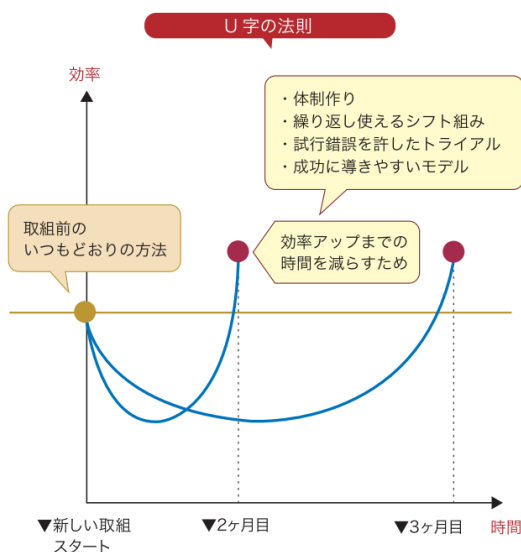 U字の法則
効率
・体制作り
・繰り返し使えるシフト組み
・試行錯誤を許したトライアル
・成功に導きやすいモデル
取組前の
いつもどおりの方法
効率アップまでの
時間を減らすため
▼新しい取組
スタート
▼2ヶ月目
▼3ヶ月目
時間